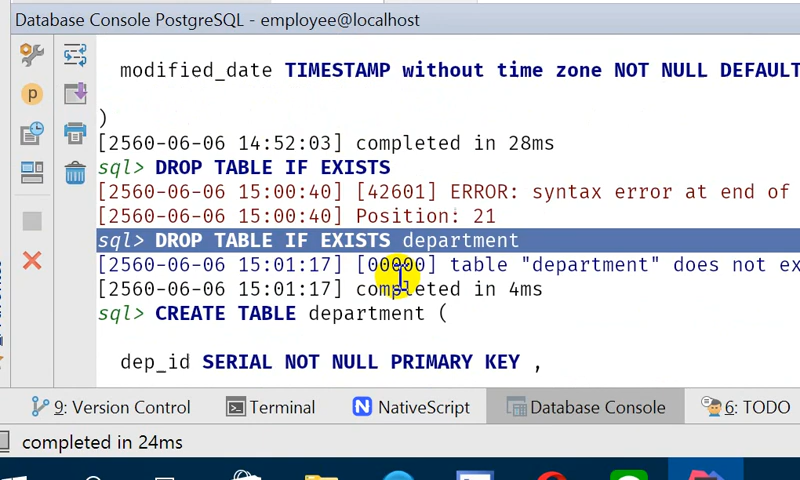 Database Console PostgreSQL - employee@localhost
modified_date TIMESTAMP without time zone NOT NULL DEFAULT
)
[2560-06-06 14:52:03] completed in 28ms
sql> DROP TABLE IF EXISTS
[2560-06-06 15:00:40] [42601] ERROR: syntax error at end of
[2560-06-06 15:00:40] Position: 21
sql> DROP TABLE IF EXISTS department
[2560-06-06 15:01:17] [00000] table "department" does not ex
[2560-06-06 15:01:17] completed in 4ms
sql> CREATE TABLE department (
dep_id SERIAL NOT NULL PRIMARY KEY ,
9: Version Control Terminal NativeScript Database Console 6: TODO
completed in 24ms